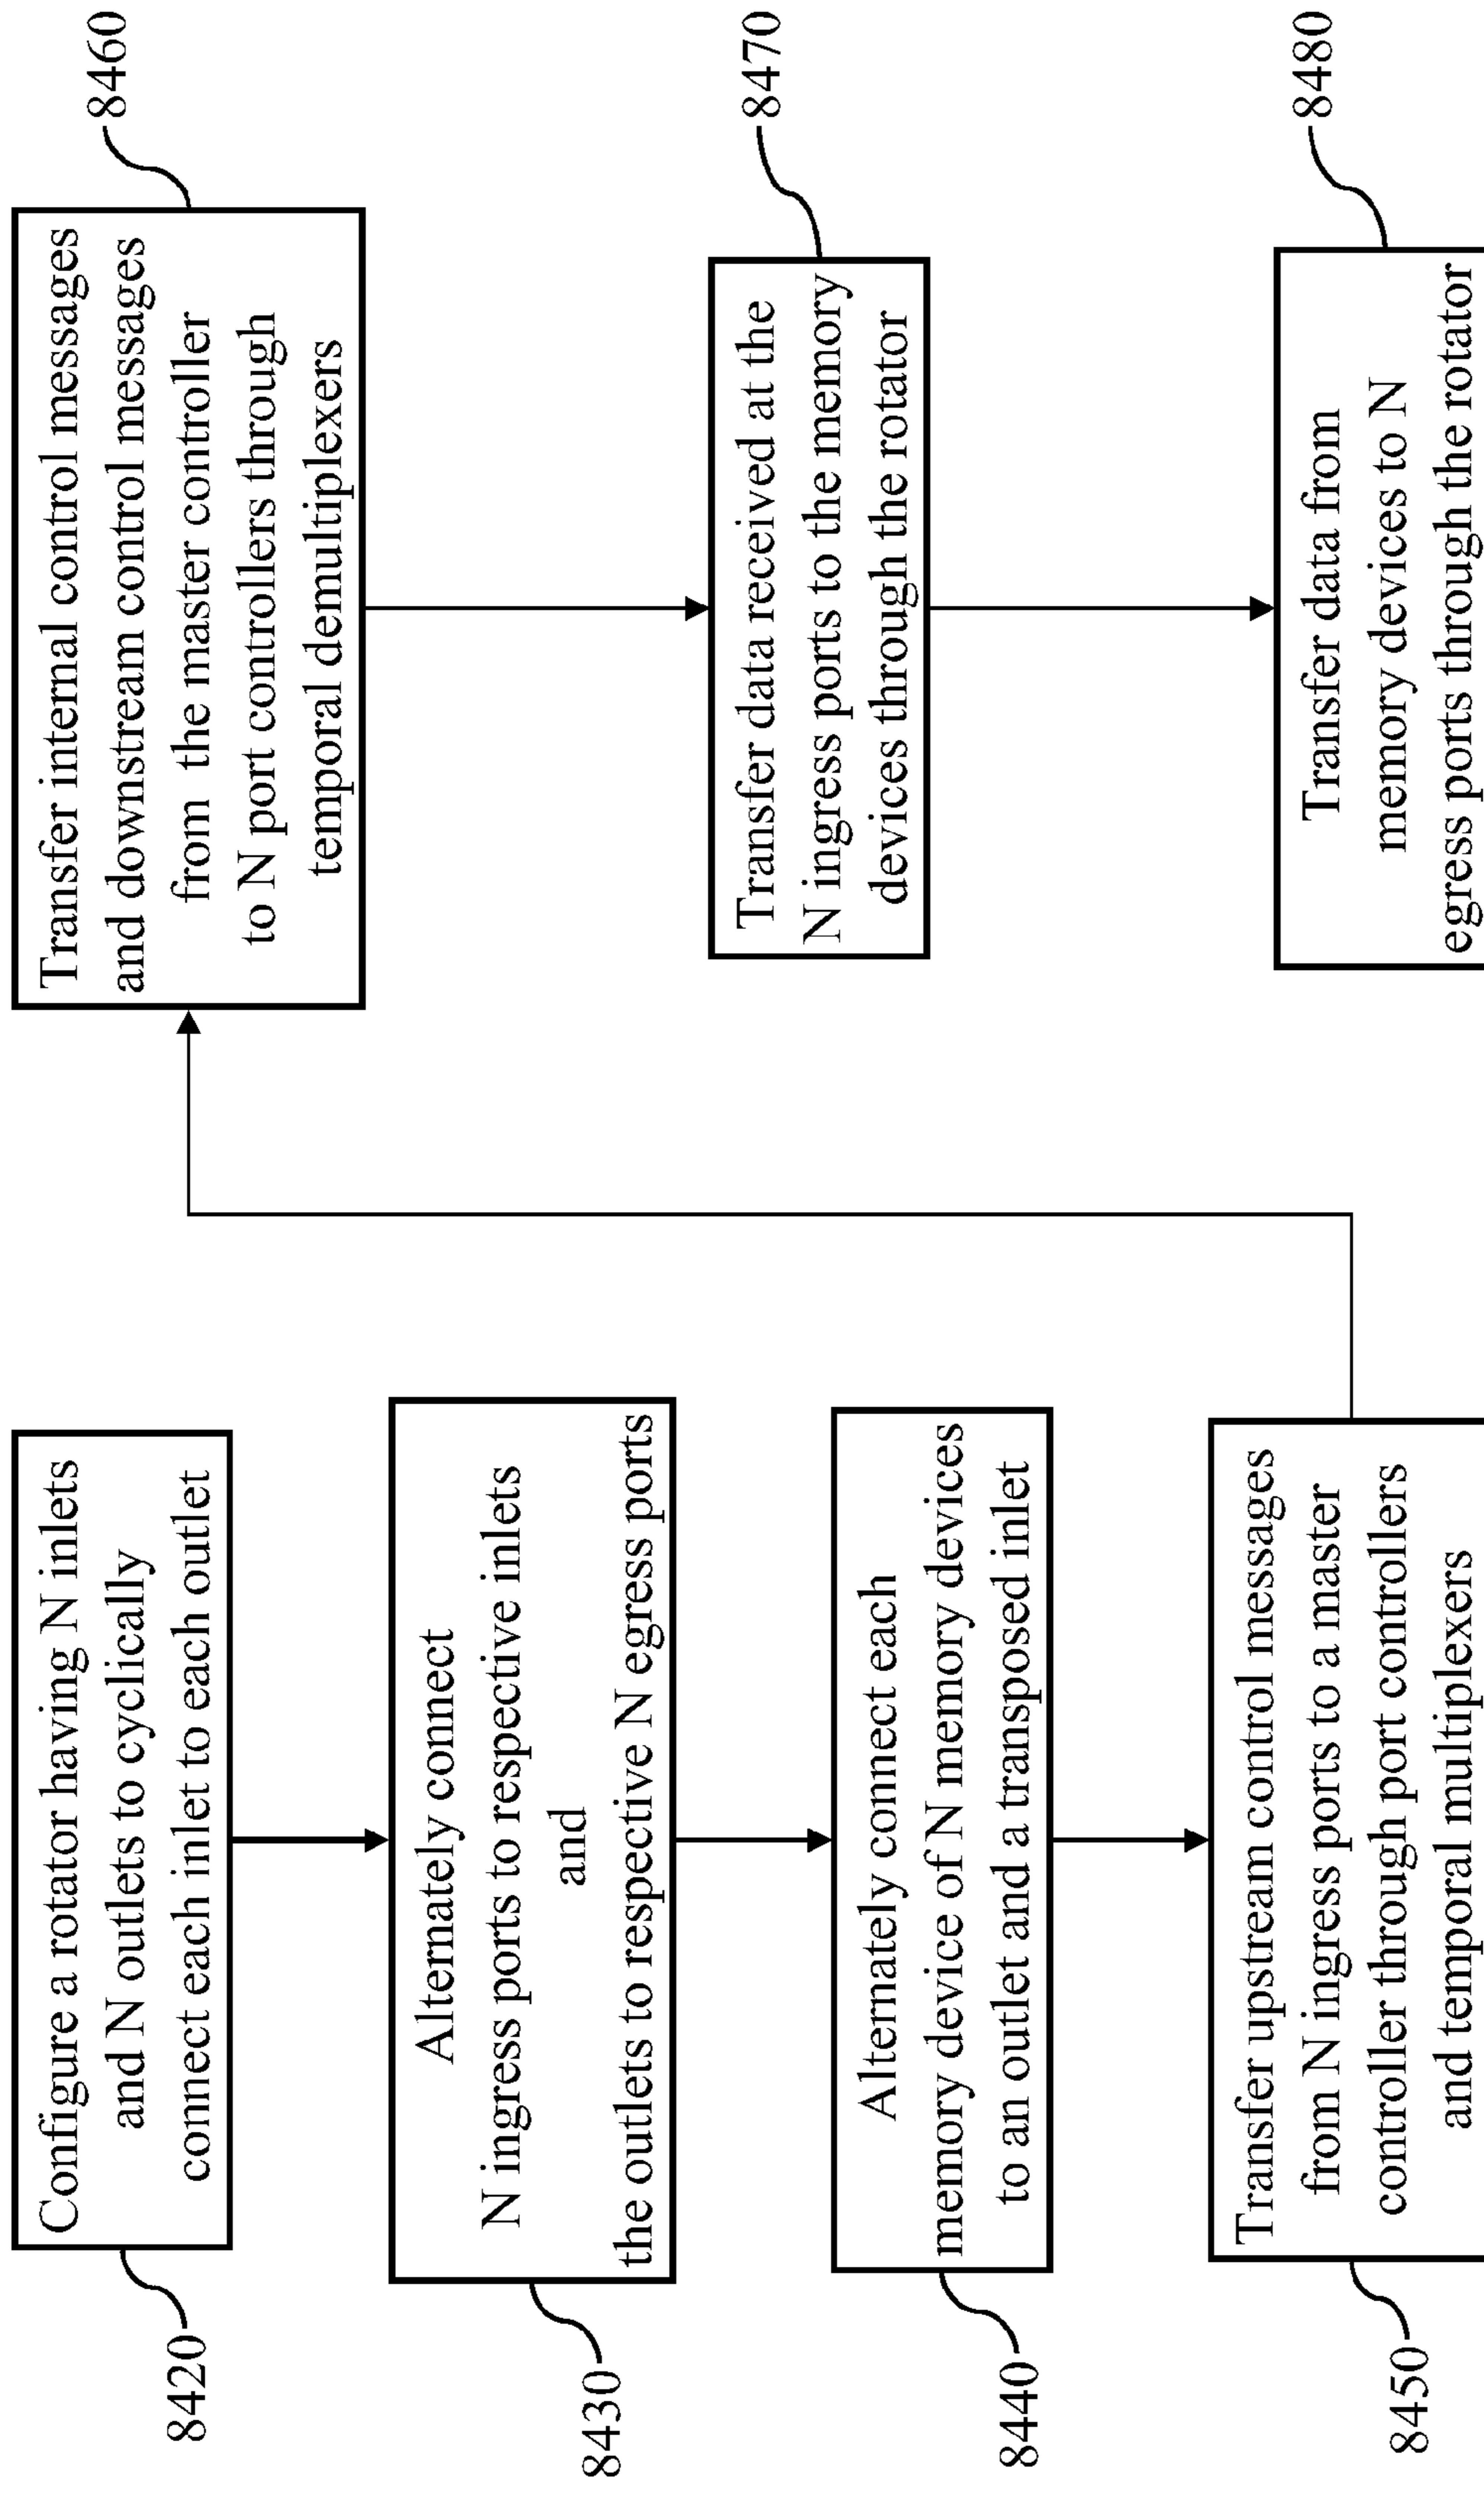 8420
Configure a rotator having N inlets
and N outlets to cyclically
connect each inlet to each outlet
8430
Alternately connect
N ingress ports to respective inlets
and
the outlets to respective N egress ports
8440
Alternately connect each
memory device of N memory devices
to an outlet and a transposed inlet
8450
Transfer upstream control messages
from N ingress ports to a master
controller through port controllers
and temporal multiplexers
8460
Transfer internal control messages
and downstream control messages
from the master controller
to N port controllers through
temporal demultiplexers
8470
Transfer data received at the
N ingress ports to the memory
devices through the rotator
8480
Transfer data from
memory devices to N
egress ports through the rotator